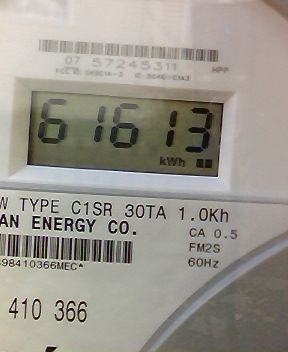 07 57245311
HPP
61613
kWh
W TYPE C1SR 30TA 1.0Kh
AN ENERGY CO.
CA 0.5
FM2S
60Hz
98410366MEC*
410 366